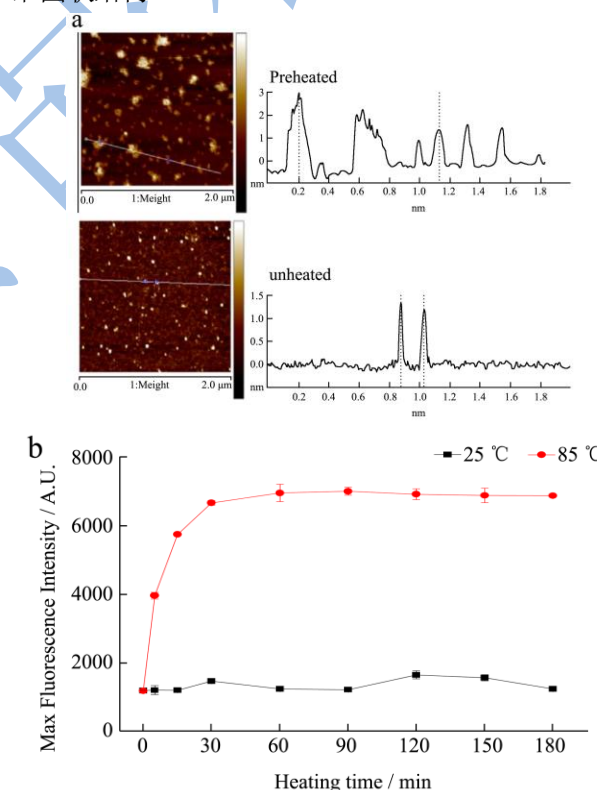 a
Preheated
3
2
1
0
nm
0.2 0.4 0.6 0.8 1.0 1.2 1.4 1.6 1.8
nm
0.0 1:Meight 2.0 μm
unheated
1.5
1.0
0.5
0.0
nm
0.2 0.4 0.6 0.8 1.0 1.2 1.4 1.6 1.8
nm
0.0 1:Meight 2.0 μm
b
25 ℃ 85 ℃
Max Fluorescence Intensity / A.U.
8000
6000
4000
2000
0
0 30 60 90 120 150 180
Heating time / min